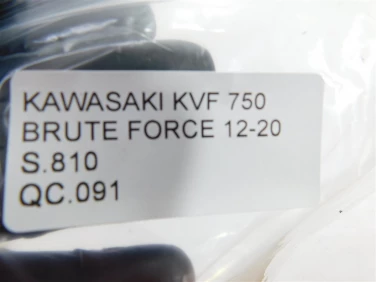 KAWASAKI KVF 750
BRUTE FORCE 12-20
S.810
QC.091